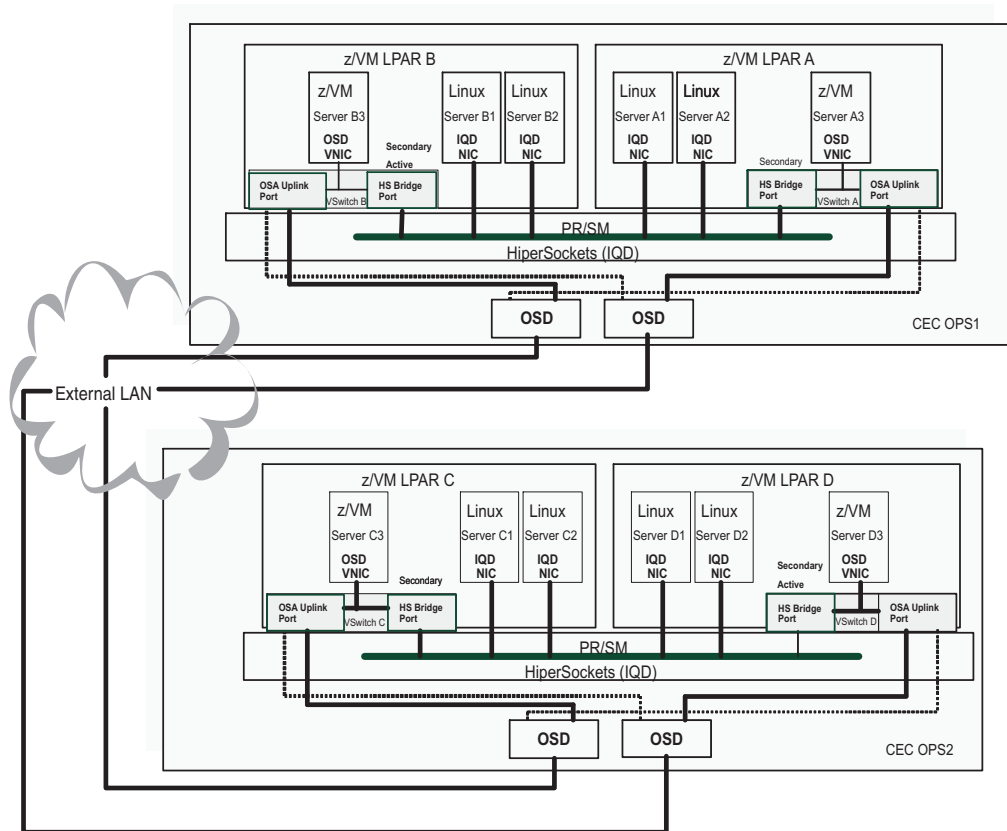 z/VM LPAR B
z/VM
Server B3
OSD
VNIC
Linux
Server B1
IQD
NIC
Linux
Server B2
IQD
NIC
Secondary
Active
OSA Uplink
Port
VSwitch B
HS Bridge
Port
z/VM LPAR A
Linux
Server A1
IQD
NIC
Linux
Server A2
IQD
NIC
z/VM
Server A3
OSD
VNIC
Secondary
HS Bridge
Port
VSwitch A
OSA Uplink
Port
PR/SM
HiperSockets (IQD)
OSD
OSD
CEC OPS1
External LAN
z/VM LPAR C
z/VM
Server C3
OSD
VNIC
Linux
Server C1
IQD
NIC
Linux
Server C2
IQD
NIC
Secondary
OSA Uplink
Port
VSwitch C
HS Bridge
Port
z/VM LPAR D
Linux
Server D1
IQD
NIC
Linux
Server D2
IQD
NIC
z/VM
Server D3
OSD
VNIC
Secondary
Active
HS Bridge
Port
VSwitch D
OSA Uplink
Port
PR/SM
HiperSockets (IQD)
OSD
OSD
CEC OPS2